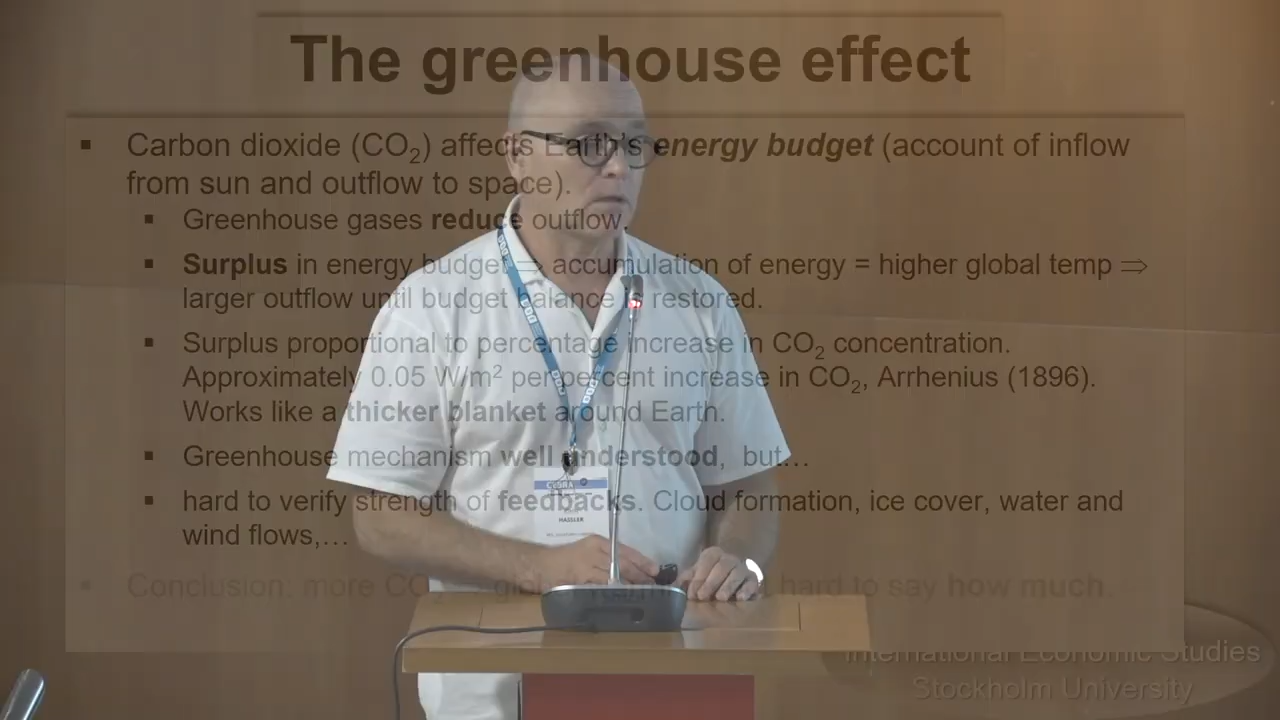 The greenhouse effect
▪ Carbon dioxide (CO₂) affects Earth's energy budget (account of inflow
from sun and outflow to space).
▪ Greenhouse gases reduce outflow.
▪ Surplus in energy budget ⇒ accumulation of energy = higher global temp ⇒
larger outflow until budget balance is restored.
▪ Surplus proportional to percentage increase in CO₂ concentration.
Approximately 0.05 W/m² per percent increase in CO₂, Arrhenius (1896).
Works like a thicker blanket around Earth.
▪ Greenhouse mechanism well understood, but…
▪ hard to verify strength of feedbacks. Cloud formation, ice cover, water and
wind flows,…
CEBRA
HASSLER
▪ Conclusion: more CO₂ hard to say how much.
International Economic Studies
Stockholm University